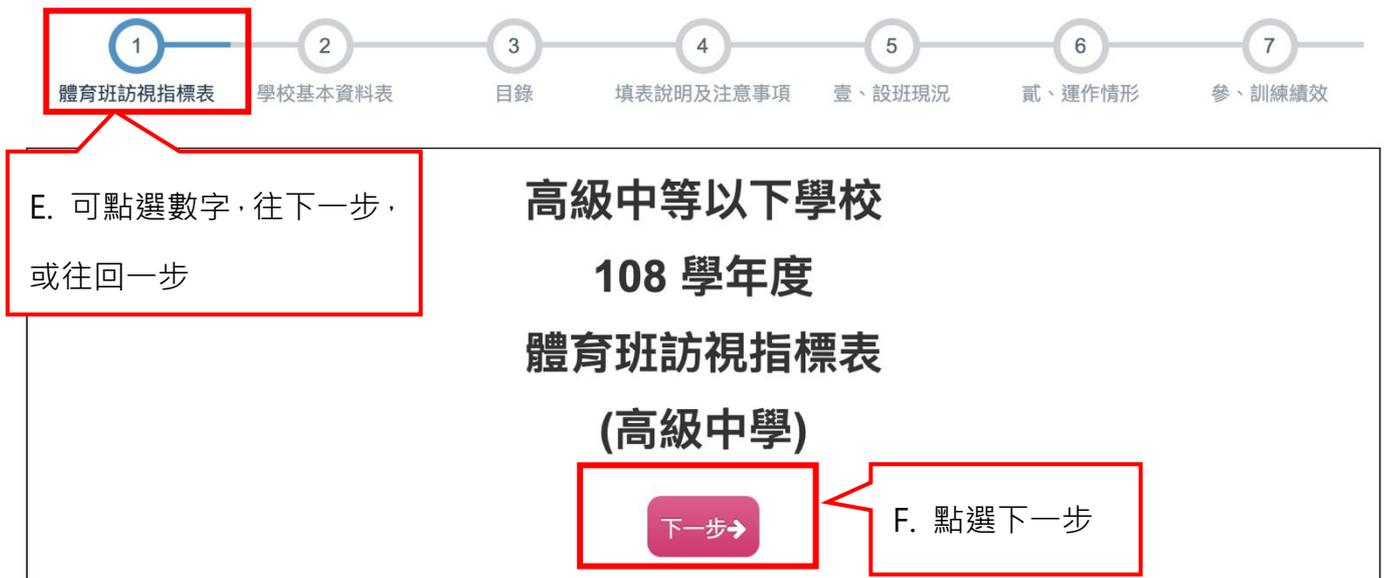 1 2 3 4 5 6 7
體育班訪視指標表 學校基本資料表 目錄 填表說明及注意事項 壹、設班現況 貳、運作情形 參、訓練績效
E. 可點選數字，往下一步，
或往回一步
高級中等以下學校
108 學年度
體育班訪視指標表
(高級中學)
下一步➔
F. 點選下一步